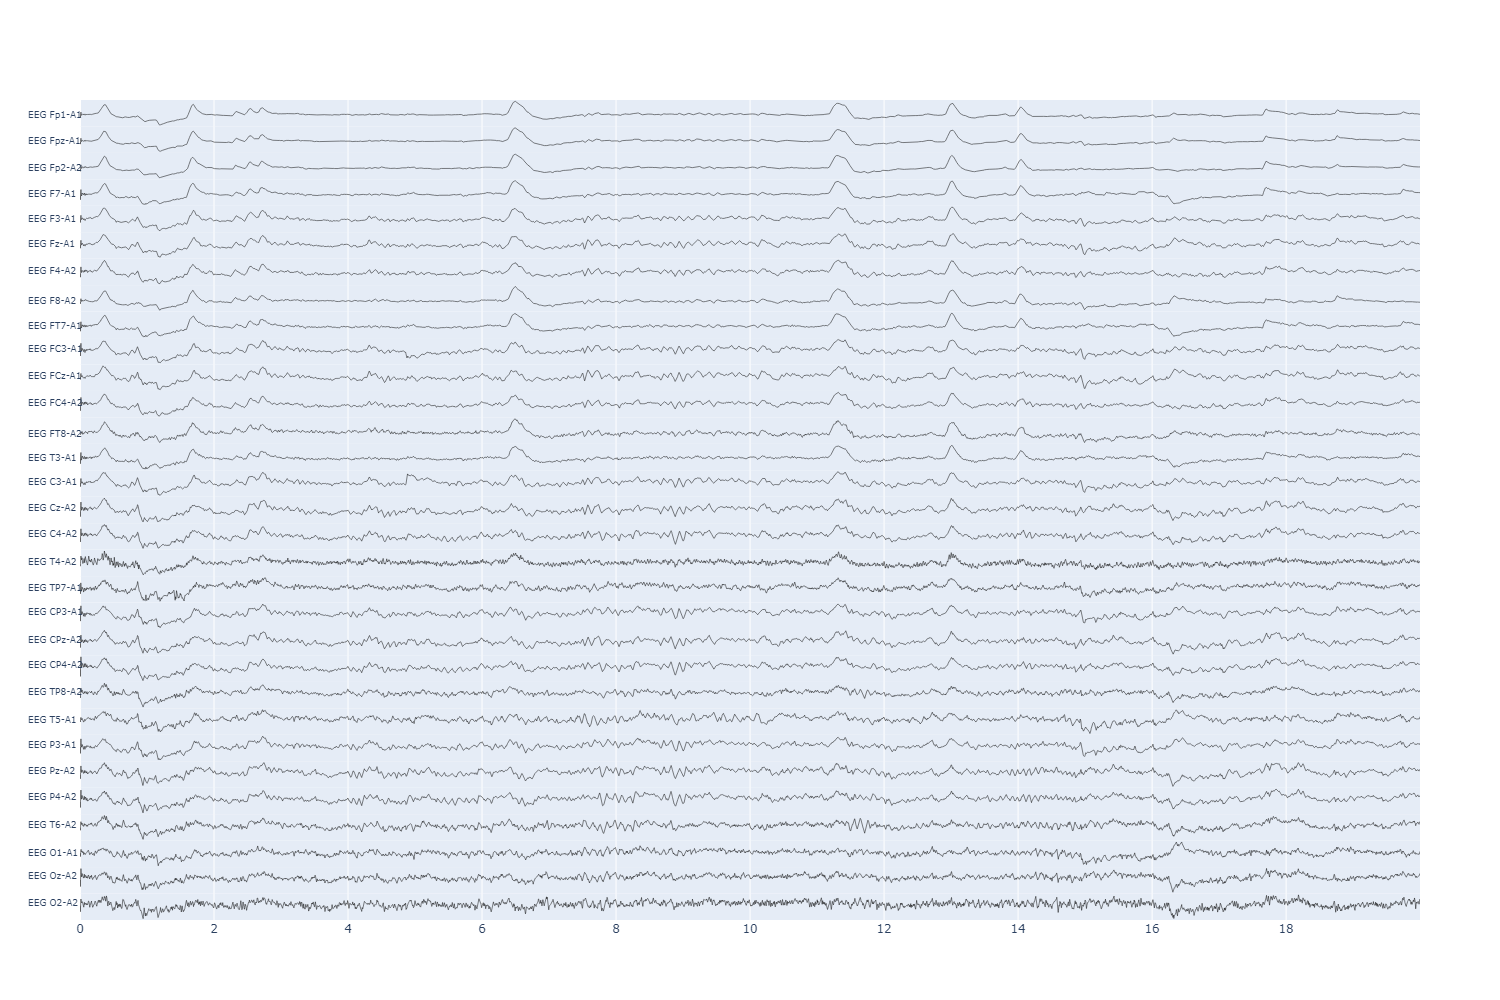 EEG Fp1-A1
EEG Fpz-A1
EEG Fp2-A2
EEG F7-A1
EEG F3-A1
EEG Fz-A1
EEG F4-A2
EEG F8-A2
EEG FT7-A1
EEG FC3-A1
EEG FCz-A1
EEG FC4-A2
EEG FT8-A2
EEG T3-A1
EEG C3-A1
EEG Cz-A2
EEG C4-A2
EEG T4-A2
EEG TP7-A1
EEG CP3-A1
EEG CPz-A2
EEG CP4-A2
EEG TP8-A2
EEG T5-A1
EEG P3-A1
EEG Pz-A2
EEG P4-A2
EEG T6-A2
EEG O1-A1
EEG Oz-A2
EEG O2-A2
0 2 4 6 8 10 12 14 16 18